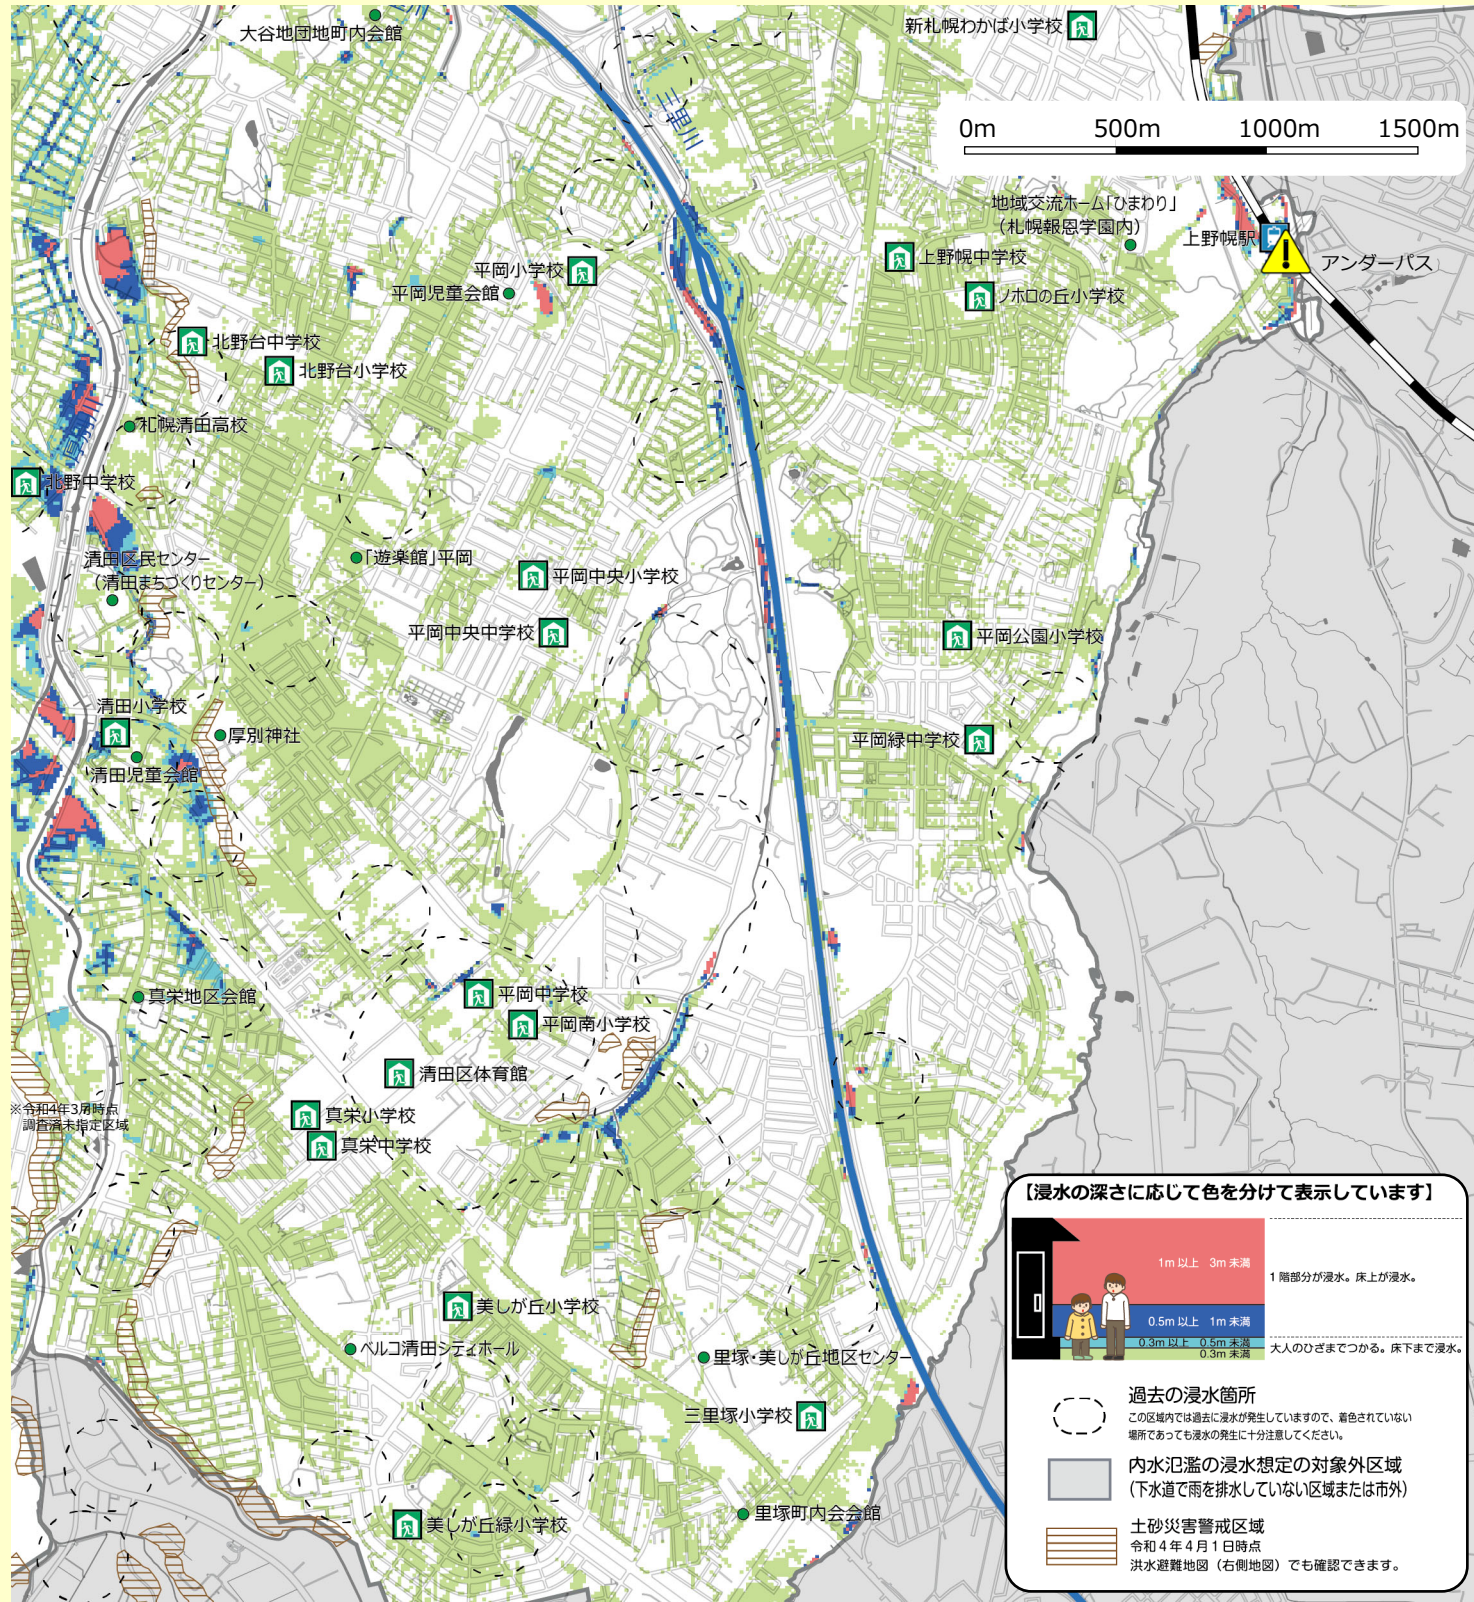 大谷地団地町内会館
新札幌わかば小学校
三里川
0m 500m 1000m 1500m
地域交流ホーム「ひまわり」
（札幌報恩学園内）
上野幌駅
アンダーパス
上野幌中学校
ノホロの丘小学校
平岡小学校
平岡児童会館
北野台中学校
北野台小学校
札幌清田高校
北野中学校
清田区民センター
（清田まちづくりセンター）
「遊楽館」平岡
平岡中央小学校
平岡中央中学校
平岡公園小学校
清田小学校
厚別神社
平岡緑中学校
清田児童会館
真栄地区会館
平岡中学校
平岡南小学校
清田区体育館
※令和4年3月時点
調査済未指定区域
真栄小学校
真栄中学校
美しが丘小学校
ベルコ清田シティホール
里塚・美しが丘地区センター
三里塚小学校
里塚町内会会館
美しが丘緑小学校
【浸水の深さに応じて色を分けて表示しています】
1m 以上 3m 未満
1 階部分が浸水。床上が浸水。
0.5m 以上 1m 未満
0.3m 以上 0.5m 未満
0.3m 未満
大人のひざまでつかる。床下まで浸水。
過去の浸水箇所
この区域内では過去に浸水が発生していますので、着色されていない
場所であっても浸水の発生に十分注意してください。
内水氾濫の浸水想定の対象外区域
(下水道で雨を排水していない区域または市外)
土砂災害警戒区域
令和４年４月１日時点
洪水避難地図（右側地図）でも確認できます。